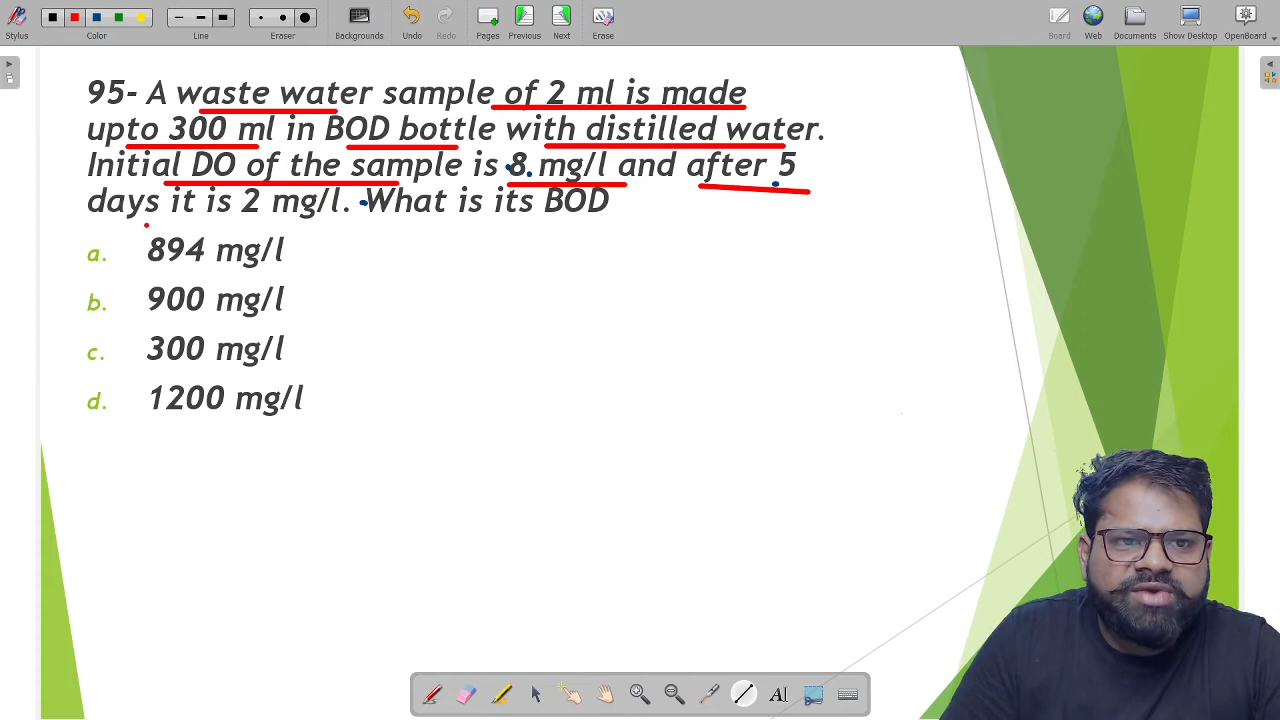 Stylus Color Line Eraser Backgrounds Undo Redo Pages Previous Next Erase Board Web Documents Show Desktop OpenBoard
95- A waste water sample of 2 ml is made
upto 300 ml in BOD bottle with distilled water.
Initial DO of the sample is 8 mg/l and after 5
days it is 2 mg/l. What is its BOD
a. 894 mg/l
b. 900 mg/l
c. 300 mg/l
d. 1200 mg/l
AI